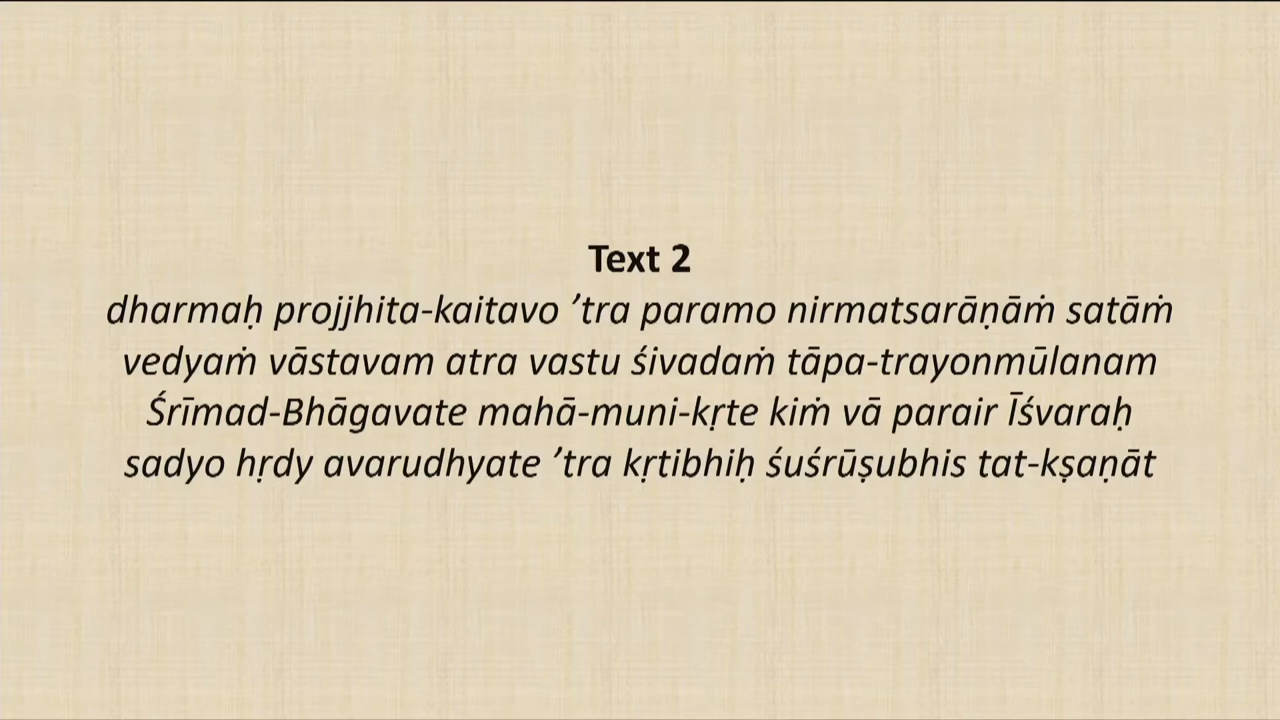 Text 2
dharmaḥ projjhita-kaitavo ’tra paramo nirmatsarāṇāṁ satāṁ
vedyaṁ vāstavam atra vastu śivadaṁ tāpa-trayonmūlanam
Śrīmad-Bhāgavate mahā-muni-kṛte kiṁ vā parair Īśvaraḥ
sadyo hṛdy avarudhyate ’tra kṛtibhiḥ śuśrūṣubhis tat-kṣaṇāt